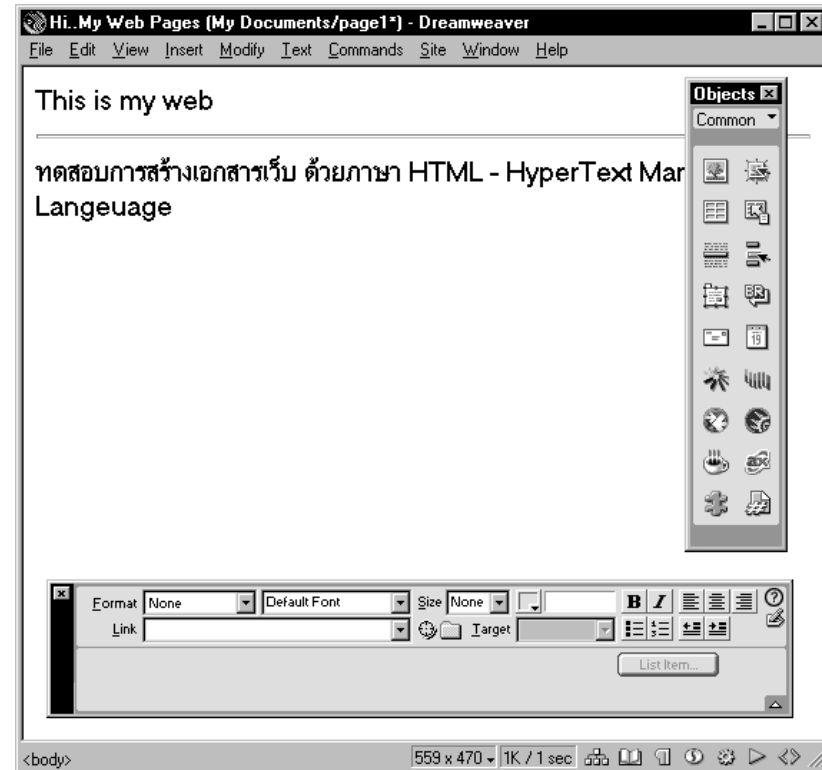 Hi..My Web Pages (My Documents/page1*) - Dreamweaver
File Edit View Insert Modify Text Commands Site Window Help
This is my web
ทดสอบการสร้างเอกสารเว็บ ด้วยภาษา HTML - HyperText Mar
Langeuage
Objects
Common
BR
19
Format None Default Font Size None B I
Link Target
List Item...
<body> 559 x 470 1K / 1 sec